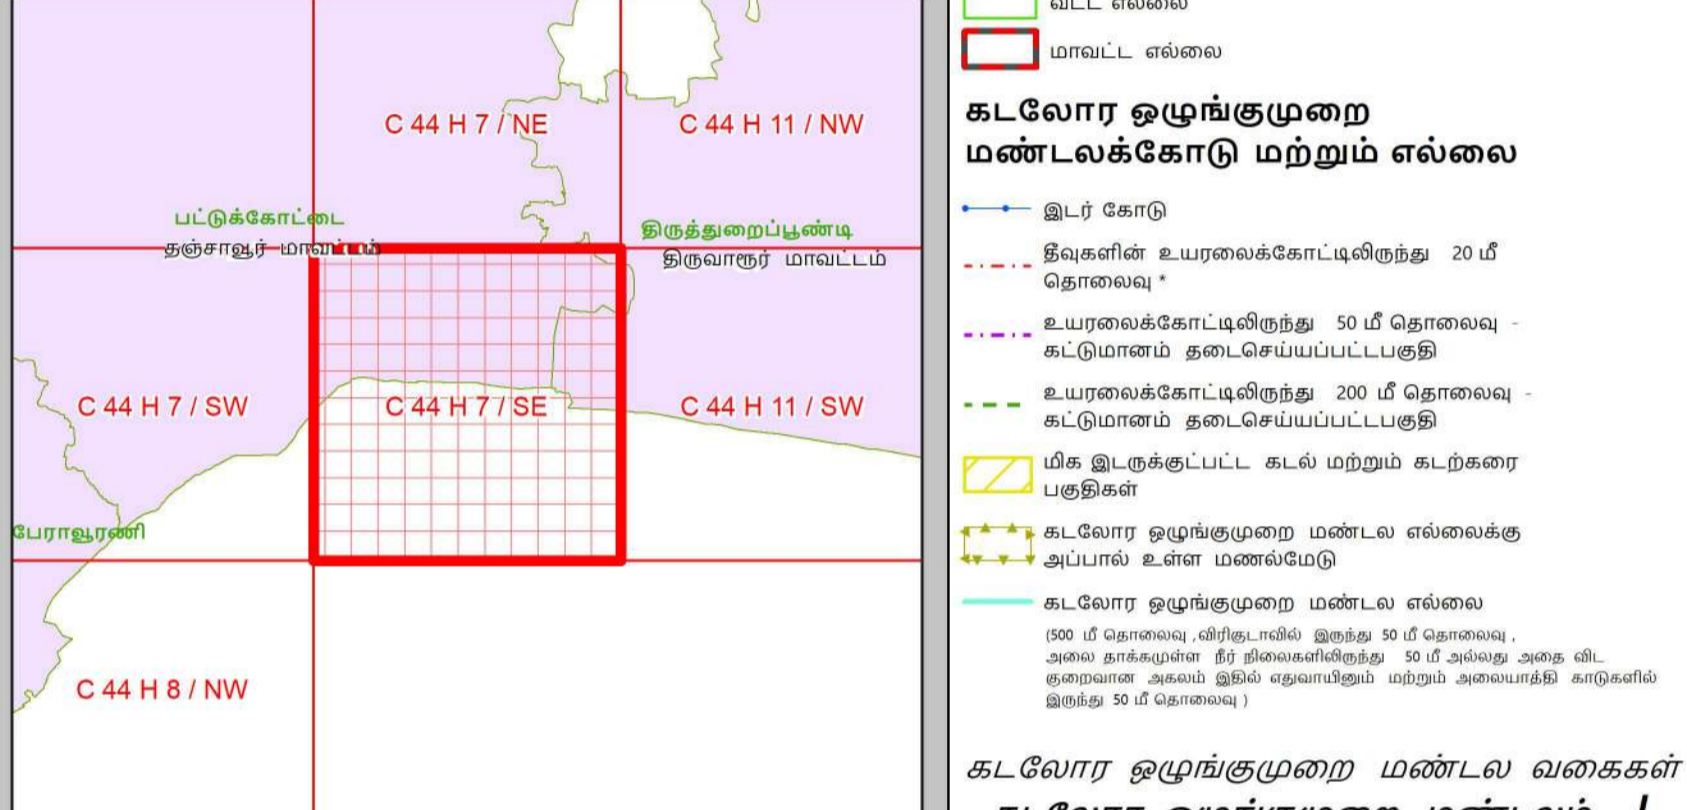 C 44 H 7 / NE
C 44 H 11 / NW
பட்டுக்கோட்டை
தஞ்சாவூர் மாவட்டம்
திருத்துறைப்பூண்டி
திருவாரூர் மாவட்டம்
C 44 H 7 / SW
C 44 H 7 / SE
C 44 H 11 / SW
பேராவூரணி
C 44 H 8 / NW
வட்ட எல்லை
மாவட்ட எல்லை
கடலோர ஒழுங்குமுறை
மண்டலக்கோடு மற்றும் எல்லை
இடர் கோடு
தீவுகளின் உயரலைக்கோட்டிலிருந்து 20 மீ
தொலைவு *
உயரலைக்கோட்டிலிருந்து 50 மீ தொலைவு -
கட்டுமானம் தடைசெய்யப்பட்டபகுதி
உயரலைக்கோட்டிலிருந்து 200 மீ தொலைவு -
கட்டுமானம் தடைசெய்யப்பட்டபகுதி
மிக இடருக்குட்பட்ட கடல் மற்றும் கடற்கரை
பகுதிகள்
கடலோர ஒழுங்குமுறை மண்டல எல்லைக்கு
அப்பால் உள்ள மணல்மேடு
கடலோர ஒழுங்குமுறை மண்டல எல்லை
(500 மீ தொலைவு ,விரிகுடாவில் இருந்து 50 மீ தொலைவு ,
அலை தாக்கமுள்ள நீர் நிலைகளிலிருந்து 50 மீ அல்லது அதை விட
குறைவான அகலம் இதில் எதுவாயினும் மற்றும் அலையாத்தி காடுகளில்
இருந்து 50 மீ தொலைவு )
கடலோர ஒழுங்குமுறை மண்டல வகைகள்